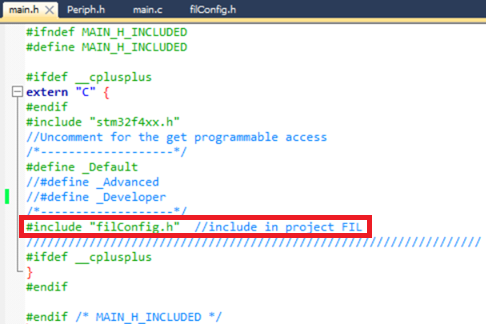 main.h Periph.h main.c filConfig.h
#ifndef MAIN_H_INCLUDED
#define MAIN_H_INCLUDED
#ifdef __cplusplus
extern "C" {
#endif
#include "stm32f4xx.h"
//Uncomment for the get programmable access
/*-------------------*/
#define _Default
//#define _Advanced
//#define _Developer
/*-------------------*/
#include "filConfig.h" //include in project FIL
/////////////////////////////////////////////////////////////////
#ifdef __cplusplus
}
#endif
#endif /* MAIN_H_INCLUDED */